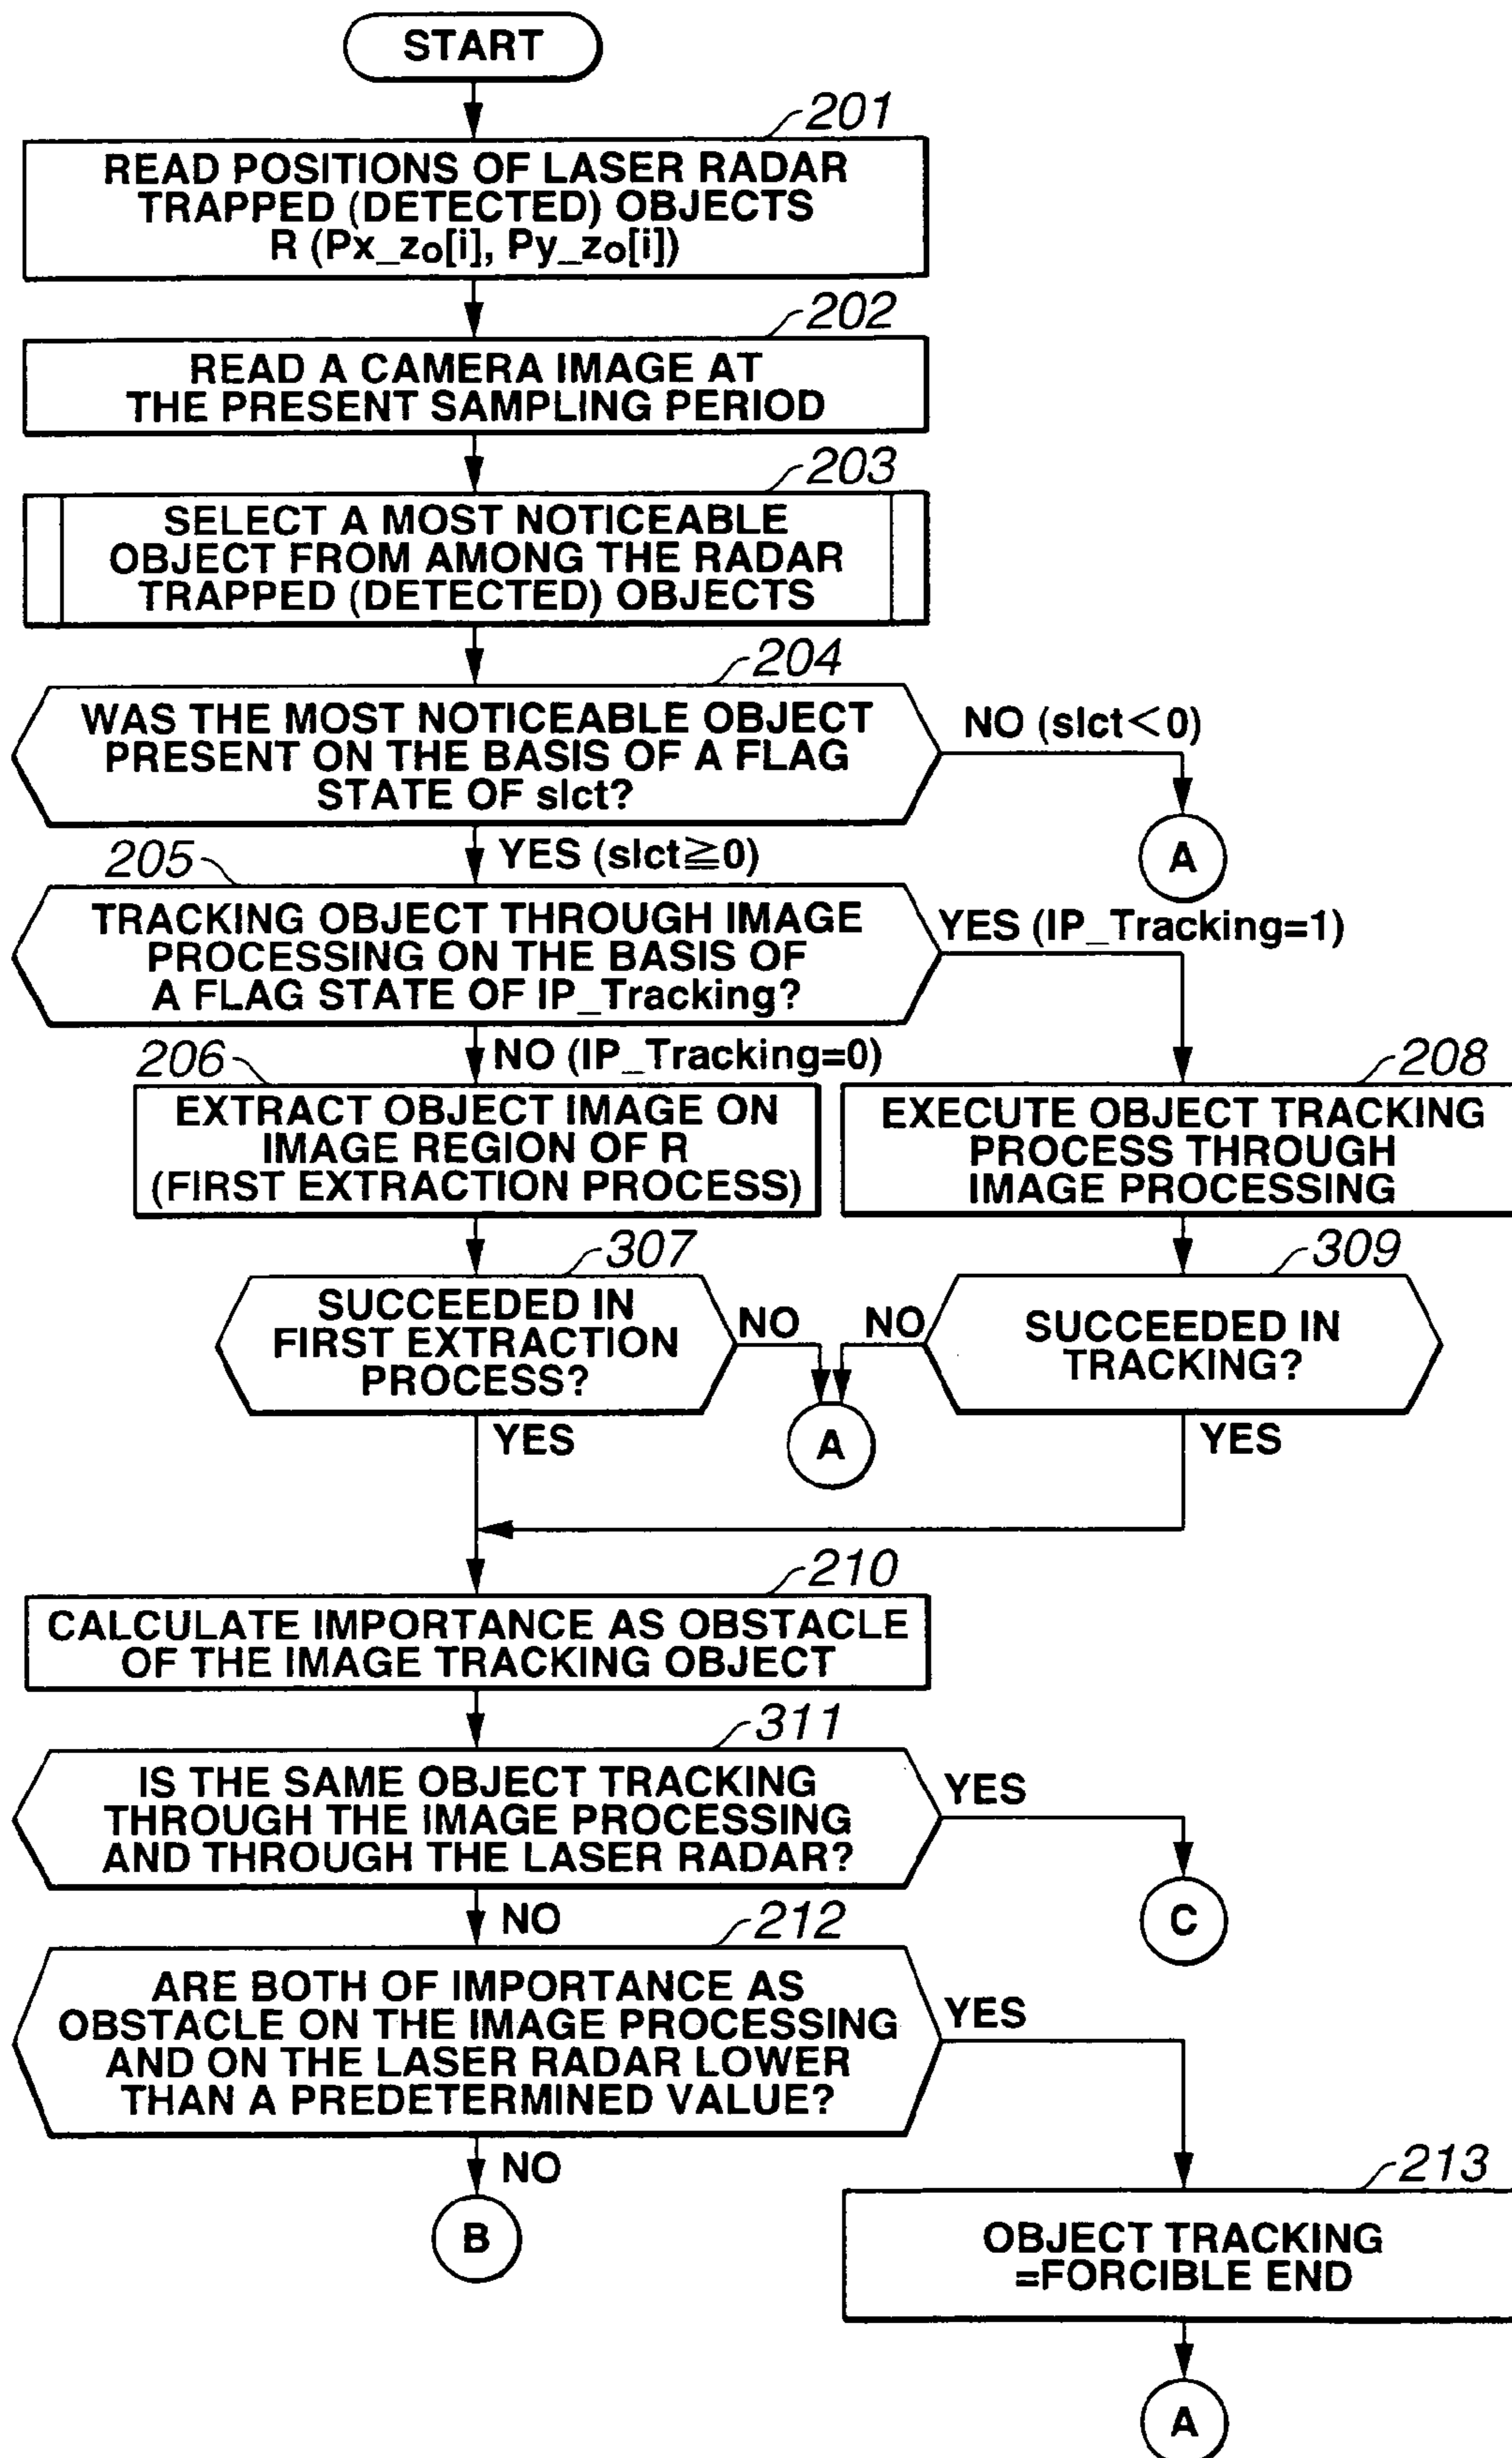 START
201
READ POSITIONS OF LASER RADAR
TRAPPED (DETECTED) OBJECTS
R (Px_zo[i], Py_zo[i])
202
READ A CAMERA IMAGE AT
THE PRESENT SAMPLING PERIOD
203
SELECT A MOST NOTICEABLE
OBJECT FROM AMONG THE RADAR
TRAPPED (DETECTED) OBJECTS
204
WAS THE MOST NOTICEABLE OBJECT
PRESENT ON THE BASIS OF A FLAG
STATE OF slct?
NO (slct<0)
A
YES (slct≧0)
205
TRACKING OBJECT THROUGH IMAGE
PROCESSING ON THE BASIS OF
A FLAG STATE OF IP_Tracking?
YES (IP_Tracking=1)
NO (IP_Tracking=0)
206
EXTRACT OBJECT IMAGE ON
IMAGE REGION OF R
(FIRST EXTRACTION PROCESS)
208
EXECUTE OBJECT TRACKING
PROCESS THROUGH
IMAGE PROCESSING
307
SUCCEEDED IN
FIRST EXTRACTION
PROCESS?
NO
NO
309
SUCCEEDED IN
TRACKING?
A
YES
YES
210
CALCULATE IMPORTANCE AS OBSTACLE
OF THE IMAGE TRACKING OBJECT
311
IS THE SAME OBJECT TRACKING
THROUGH THE IMAGE PROCESSING
AND THROUGH THE LASER RADAR?
YES
C
NO
212
ARE BOTH OF IMPORTANCE AS
OBSTACLE ON THE IMAGE PROCESSING
AND ON THE LASER RADAR LOWER
THAN A PREDETERMINED VALUE?
YES
NO
B
213
OBJECT TRACKING
=FORCIBLE END
A